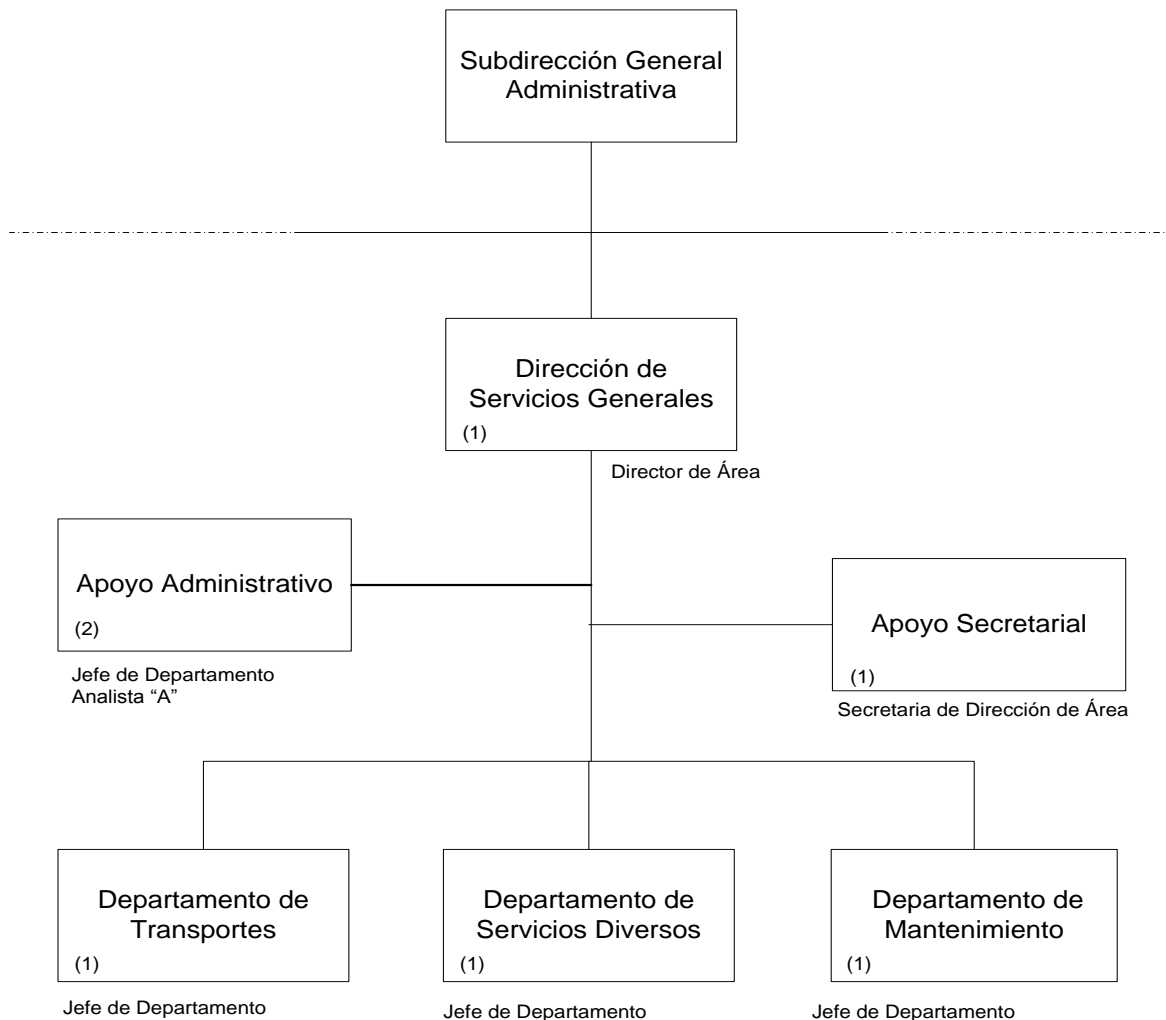 Subdirección General
Administrativa
Dirección de
Servicios Generales
(1)
Director de Área
Apoyo Administrativo
(2)
Jefe de Departamento
Analista “A”
Apoyo Secretarial
(1)
Secretaria de Dirección de Área
Departamento de
Transportes
(1)
Jefe de Departamento
Departamento de
Servicios Diversos
(1)
Jefe de Departamento
Departamento de
Mantenimiento
(1)
Jefe de Departamento